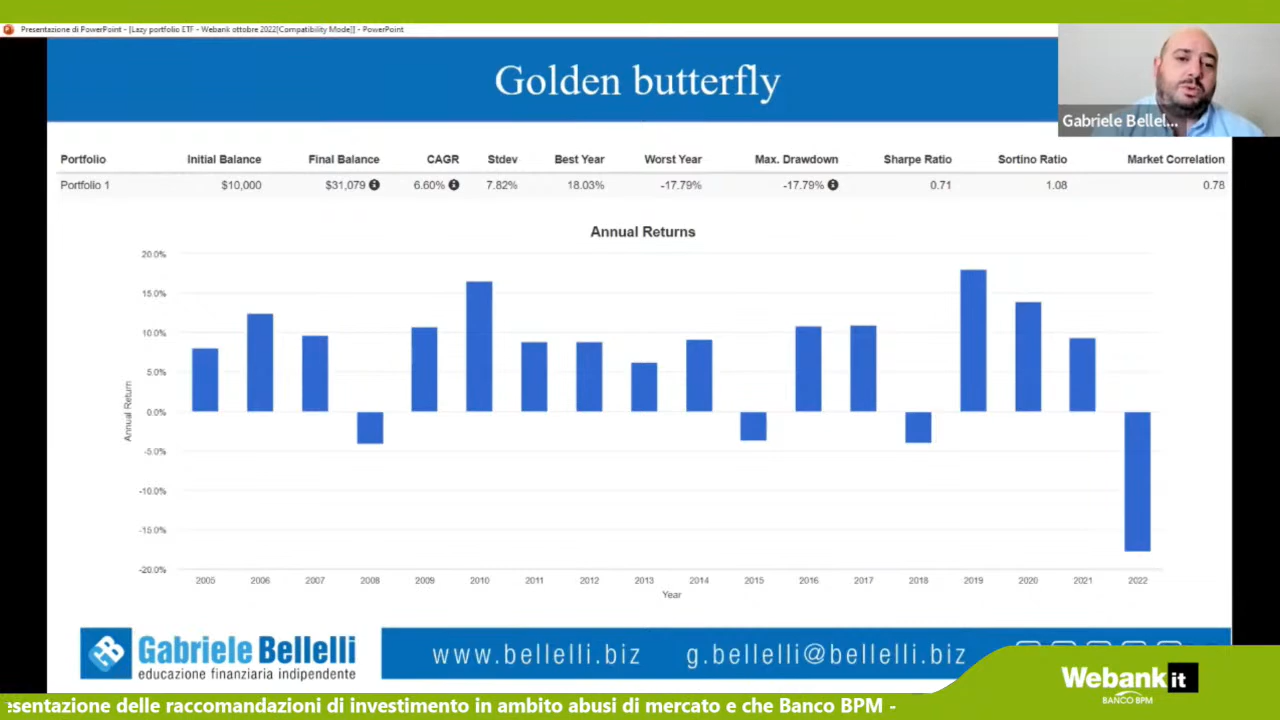 Presentazione di PowerPoint - [Lazy portfolio ETF - Webank ottobre 2022[Compatibility Mode]] - PowerPoint
Golden butterfly
Gabriele Bellel...
Portfolio Initial Balance Final Balance CAGR Stdev Best Year Worst Year Max. Drawdown Sharpe Ratio Sortino Ratio Market Correlation
Portfolio 1 $10,000 $31,079 6.60% 7.82% 18.03% -17.79% -17.79% 0.71 1.08 0.78
Annual Returns
20.0%
15.0%
10.0%
5.0%
0.0%
-5.0%
-10.0%
-15.0%
-20.0%
Annual Return
2005 2006 2007 2008 2009 2010 2011 2012 2013 2014 2015 2016 2017 2018 2019 2020 2021 2022
Year
HB Gabriele Bellelli
educazione finanziaria indipendente
www.bellelli.biz g.bellelli@bellelli.biz
Webank it
BANCO BPM
esentazione delle raccomandazioni di investimento in ambito abusi di mercato e che Banco BPM -